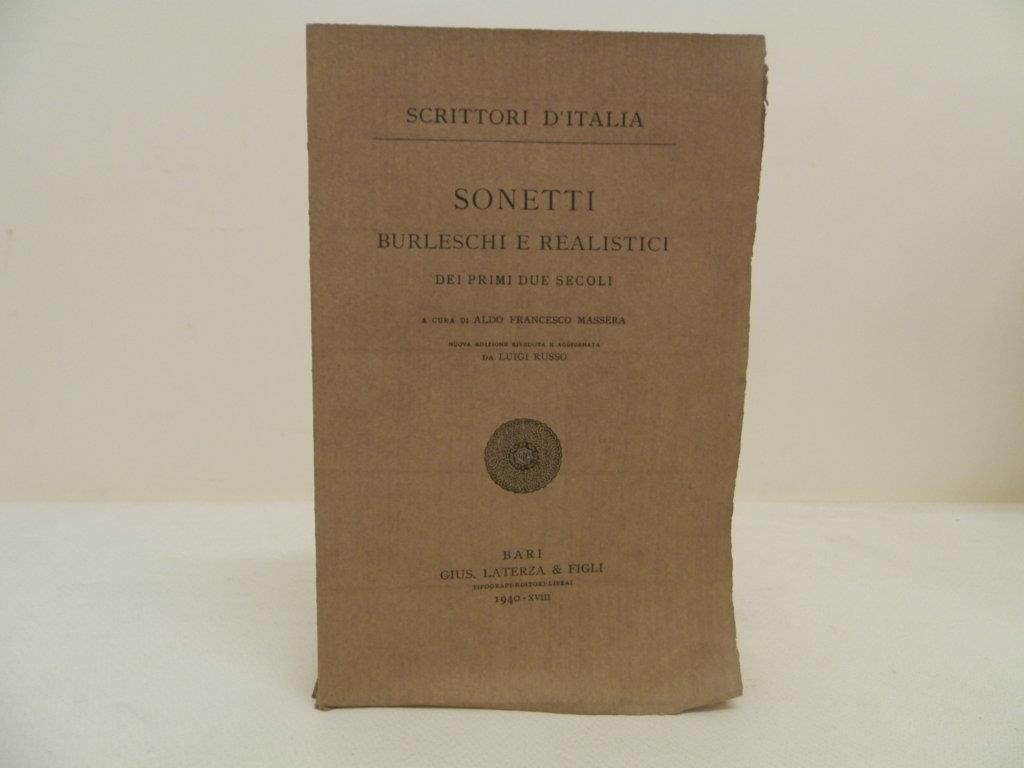 SCRITTORI D'ITALIA
SONETTI
BURLESCHI E REALISTICI
DEI PRIMI DUE SECOLI
A CURA DI ALDO FRANCESCO MASSÈRA
NUOVA EDIZIONE RIVEDUTA E AGGIORNATA
DA LUIGI RUSSO
BARI
GIUS. LATERZA & FIGLI
TIPOGRAFI-EDITORI-LIBRAI
1940-XVIII